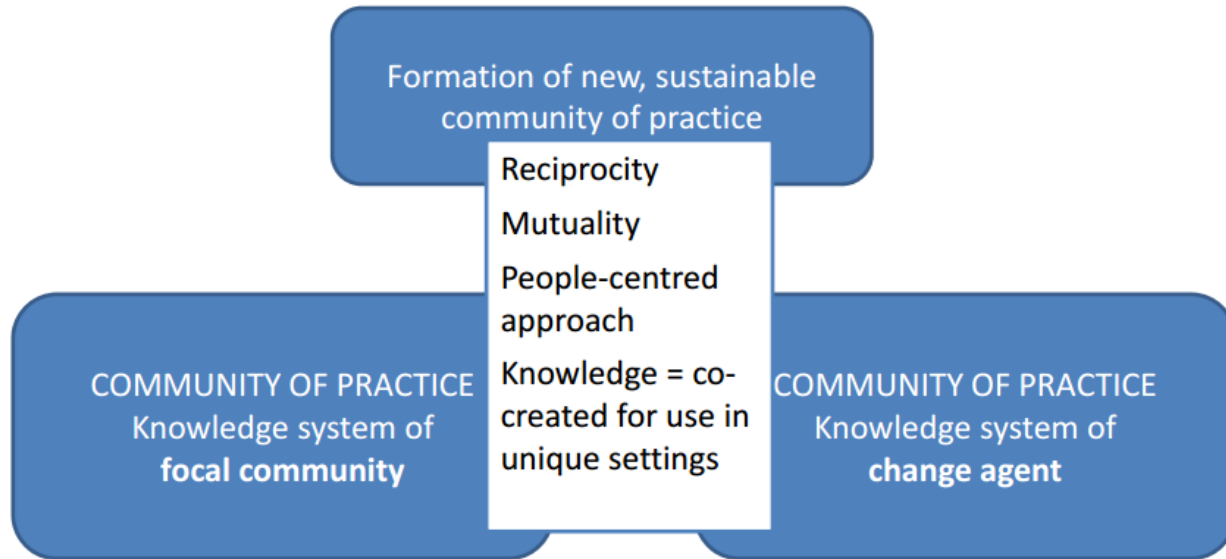 Formation of new, sustainable
community of practice
Reciprocity
Mutuality
People-centred
approach
Knowledge = co-
created for use in
unique settings
COMMUNITY OF PRACTICE
Knowledge system of
focal community
COMMUNITY OF PRACTICE
Knowledge system of
change agent